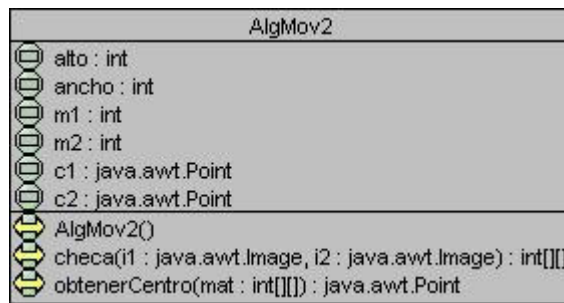 AlgMov2
alto : int
ancho : int
m1 : int
m2 : int
c1 : java.awt.Point
c2 : java.awt.Point
AlgMov2()
checa(i1 : java.awt.Image, i2 : java.awt.Image) : int[][]
obtenerCentro(mat : int[][]) : java.awt.Point